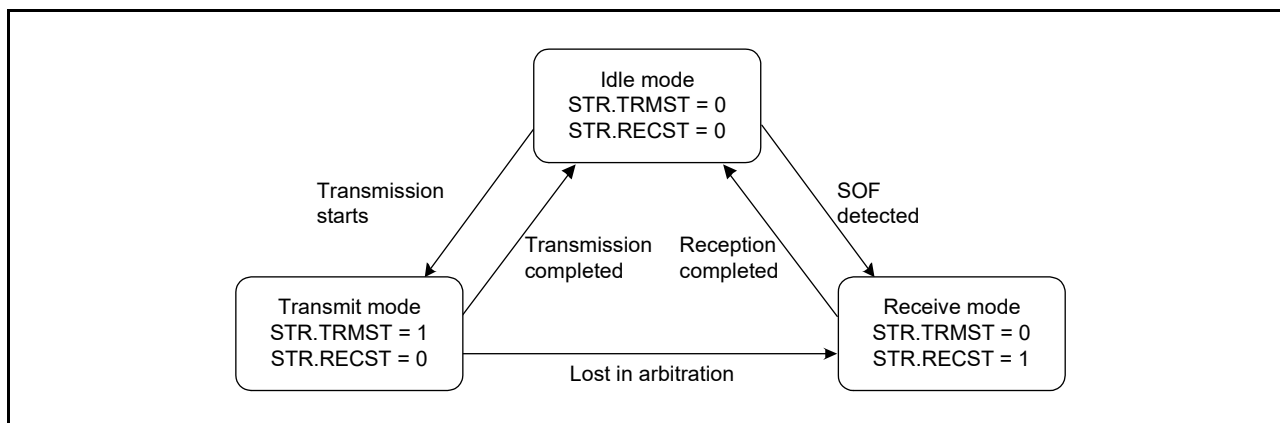 Idle mode
STR.TRMST = 0
STR.RECST = 0
Transmission
starts
SOF
detected
Transmission
completed
Reception
completed
Transmit mode
STR.TRMST = 1
STR.RECST = 0
Receive mode
STR.TRMST = 0
STR.RECST = 1
Lost in arbitration